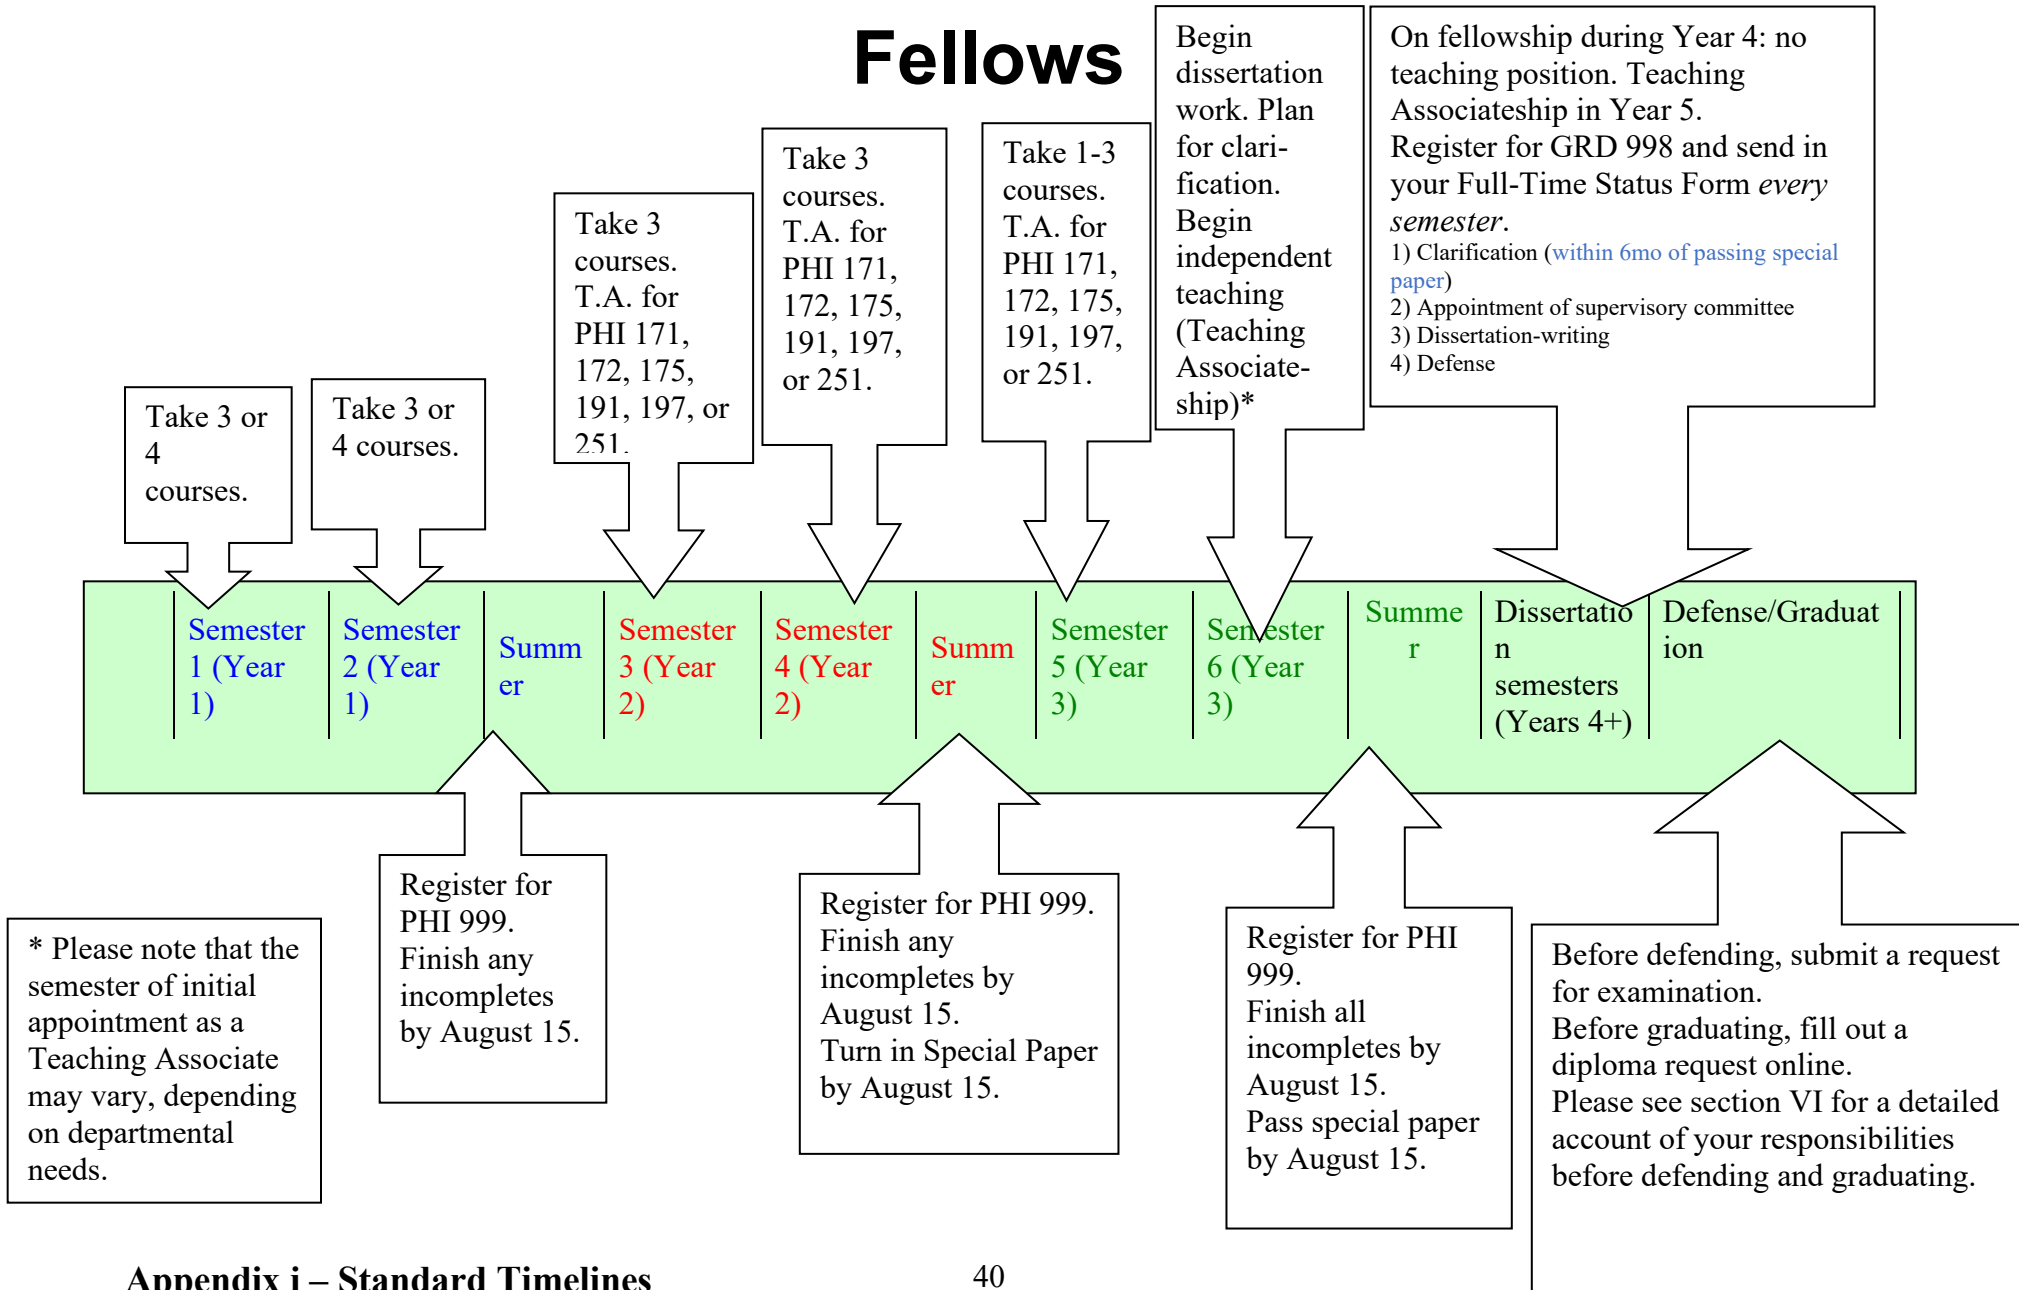 Fellows
Take 3 or
4
courses.
Take 3 or
4 courses.
Take 3
courses.
T.A. for
PHI 171,
172, 175,
191, 197, or
251.
Take 3
courses.
T.A. for
PHI 171,
172, 175,
191, 197,
or 251.
Take 1-3
courses.
T.A. for
PHI 171,
172, 175,
191, 197,
or 251.
Begin
dissertation
work. Plan
for clari-
fication.
Begin
independent
teaching
(Teaching
Associate-
ship)*
On fellowship during Year 4: no
teaching position. Teaching
Associateship in Year 5.
Register for GRD 998 and send in
your Full-Time Status Form every
semester.
1) Clarification (within 6mo of passing special
paper)
2) Appointment of supervisory committee
3) Dissertation-writing
4) Defense
Semester
1 (Year
1)
Semester
2 (Year
1)
Summ
er
Semester
3 (Year
2)
Semester
4 (Year
2)
Summ
er
Semester
5 (Year
3)
Semester
6 (Year
3)
Summe
r
Dissertatio
n
semesters
(Years 4+)
Defense/Graduat
ion
* Please note that the
semester of initial
appointment as a
Teaching Associate
may vary, depending
on departmental
needs.
Register for
PHI 999.
Finish any
incompletes
by August 15.
Register for PHI 999.
Finish any
incompletes by
August 15.
Turn in Special Paper
by August 15.
Register for PHI
999.
Finish all
incompletes by
August 15.
Pass special paper
by August 15.
Before defending, submit a request
for examination.
Before graduating, fill out a
diploma request online.
Please see section VI for a detailed
account of your responsibilities
before defending and graduating.
Appendix i – Standard Timelines
40